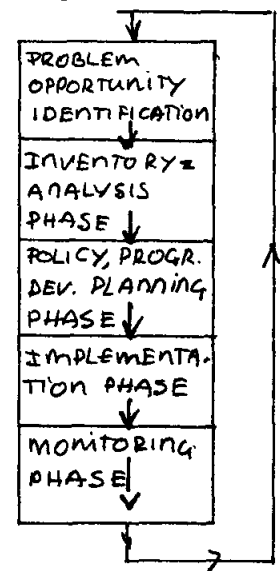 PROBLEM
OPPORTUNITY
IDENTIFICATION
INVENTORY =
ANALYSIS
PHASE
POLICY, PROGR.
DEV. PLANNING
PHASE
IMPLEMENTA-
TION PHASE
MONITORING
PHASE